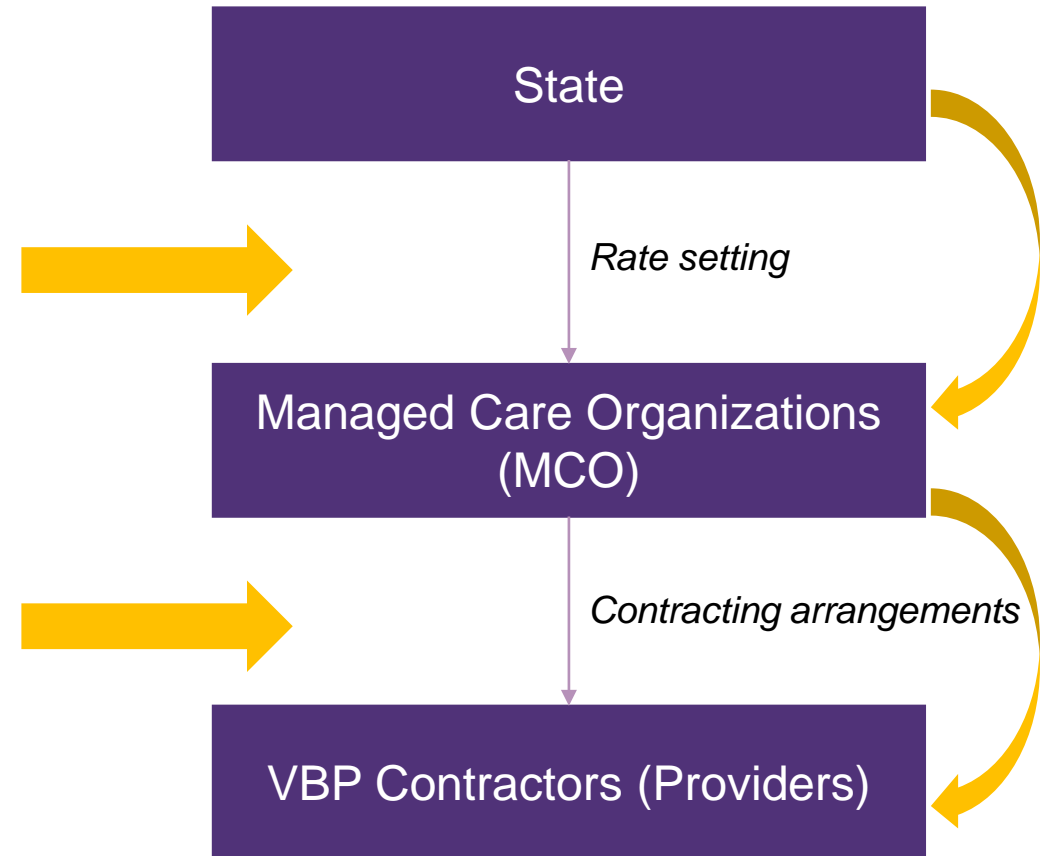 State
Rate setting
Managed Care Organizations
(MCO)
Contracting arrangements
VBP Contractors (Providers)